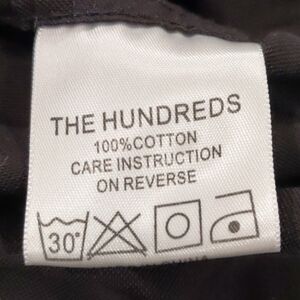 THE HUNDREDS
100%COTTON
CARE INSTRUCTION
ON REVERSE
30°